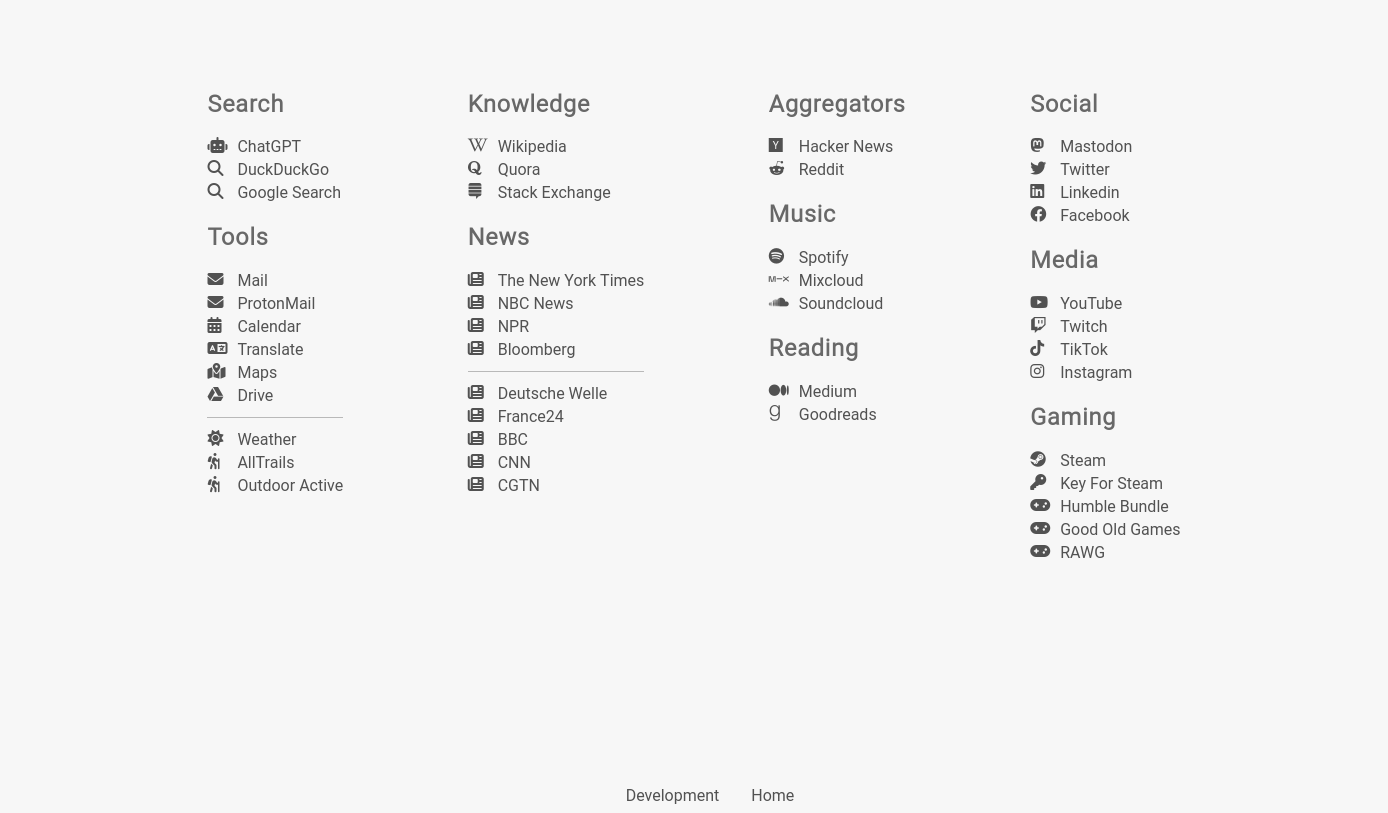 Search
ChatGPT
DuckDuckGo
Google Search
Tools
Mail
ProtonMail
Calendar
Translate
Maps
Drive
Weather
AllTrails
Outdoor Active
Knowledge
Wikipedia
Quora
Stack Exchange
News
The New York Times
NBC News
NPR
Bloomberg
Deutsche Welle
France24
BBC
CNN
CGTN
Aggregators
Hacker News
Reddit
Music
Spotify
Mixcloud
Soundcloud
Reading
Medium
Goodreads
Social
Mastodon
Twitter
Linkedin
Facebook
Media
YouTube
Twitch
TikTok
Instagram
Gaming
Steam
Key For Steam
Humble Bundle
Good Old Games
RAWG
Development Home